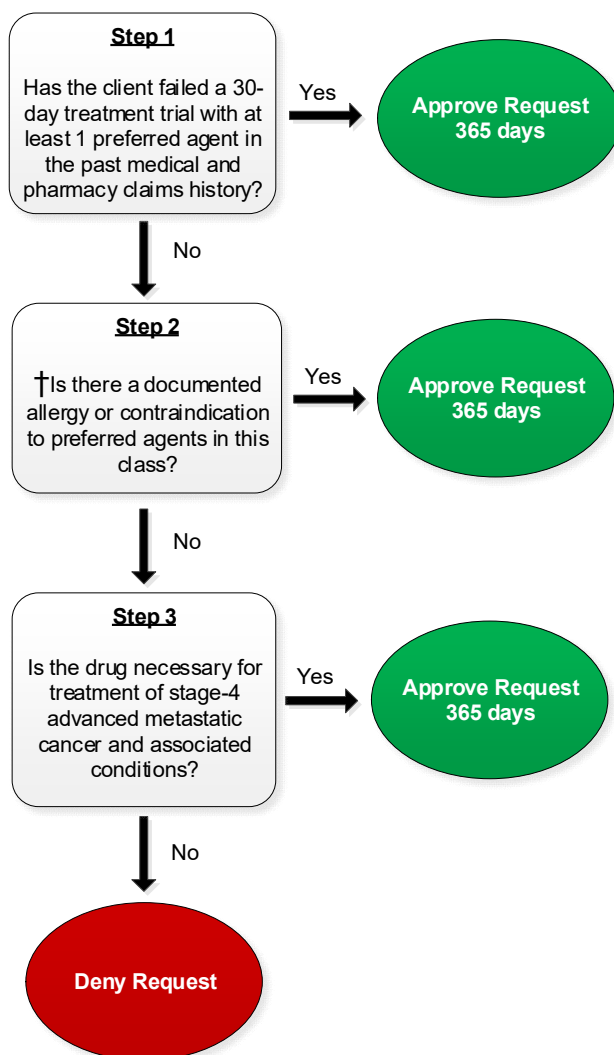 Step 1
Has the client failed a 30-
day treatment trial with at
least 1 preferred agent in
the past medical and
pharmacy claims history?
Yes
Approve Request
365 days
No
Step 2
†Is there a documented
allergy or contraindication
to preferred agents in this
class?
Yes
Approve Request
365 days
No
Step 3
Is the drug necessary for
treatment of stage-4
advanced metastatic
cancer and associated
conditions?
Yes
Approve Request
365 days
No
Deny Request